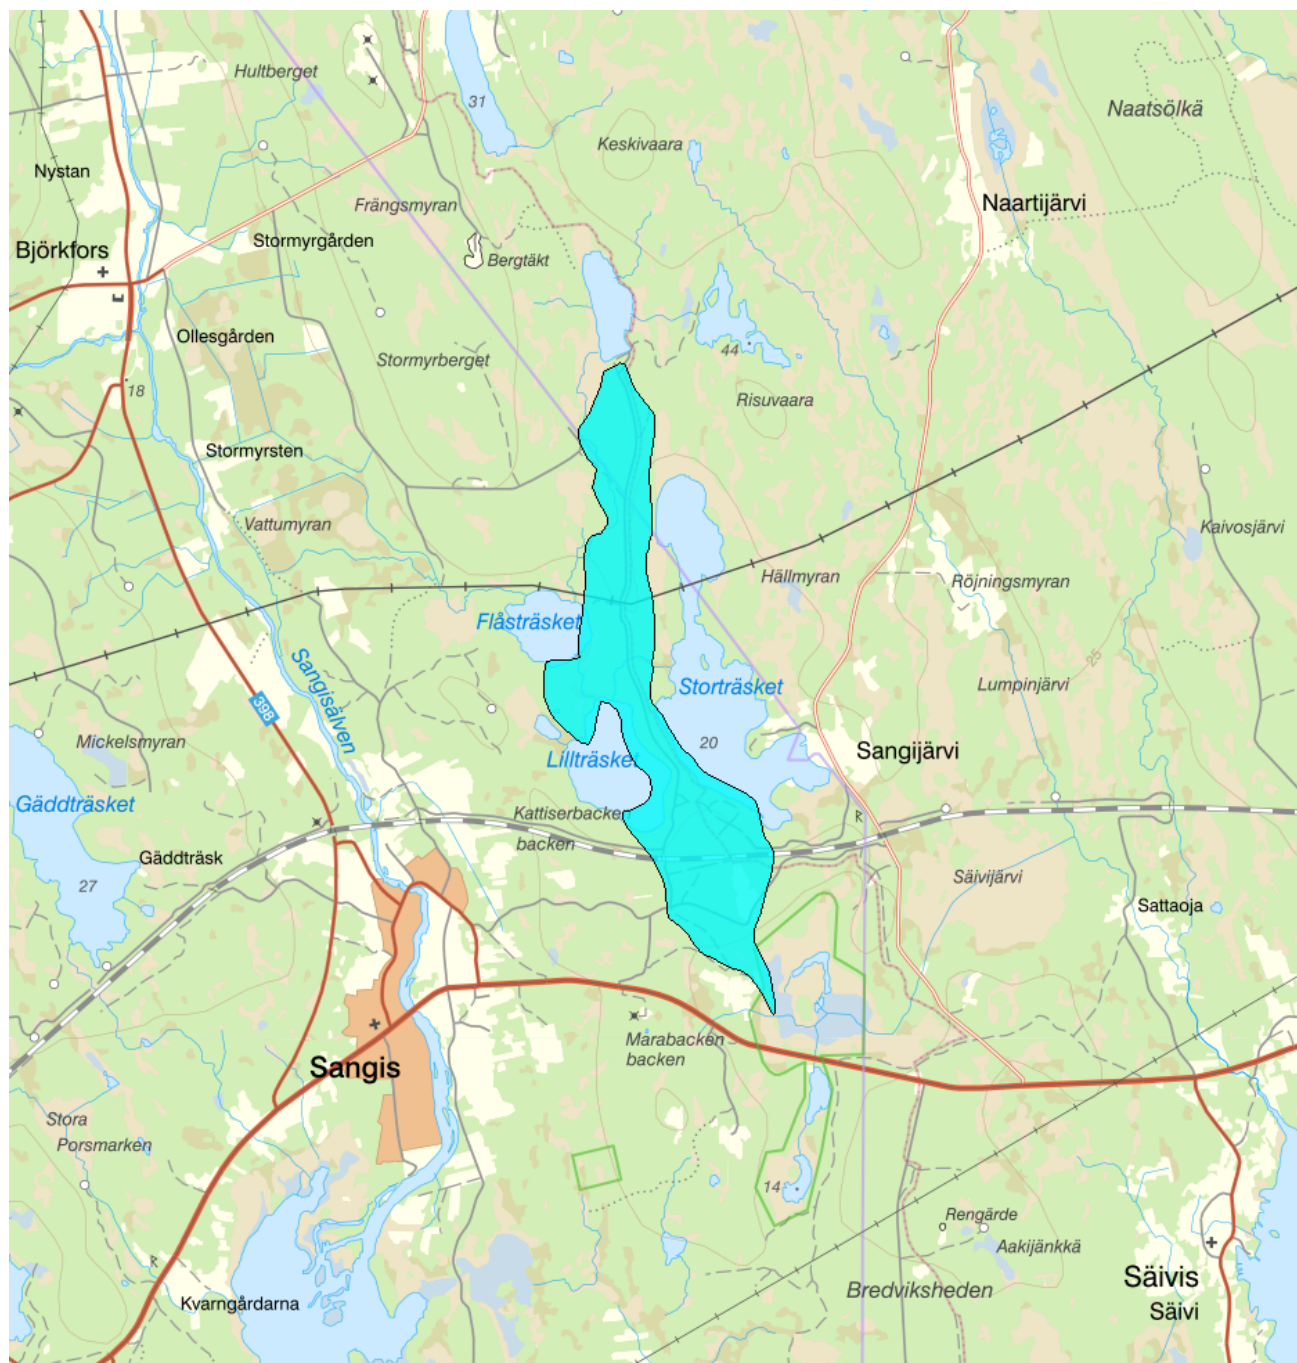 Hultberget
31
Keskivaara
Naatsölkä
Nystan
Frängsmyran
Naartijärvi
Stormyrgården
Björkfors
Bergtäkt
Ollesgården
Stormyrberget
44
18
Risuvaara
Stormyrsten
Vattumyran
Kaivosjärvi
Hällmyran
Röjningsmyran
Flåsträsket
Sangisälven
25
Storträsket
Lumpinjärvi
398
Mickelsmyran
20
Sangijärvi
Lillträsket
Gäddträsket
Kattiserbacken
backen
R
Gäddträsk
27
Säivijärvi
Sattaoja
Marabacken
backen
Sangis
Stora
Porsmarken
14
Rengärde
Aakijänkkä
R
Säivis
Bredviksheden
Kvarngårdarna
Säivi